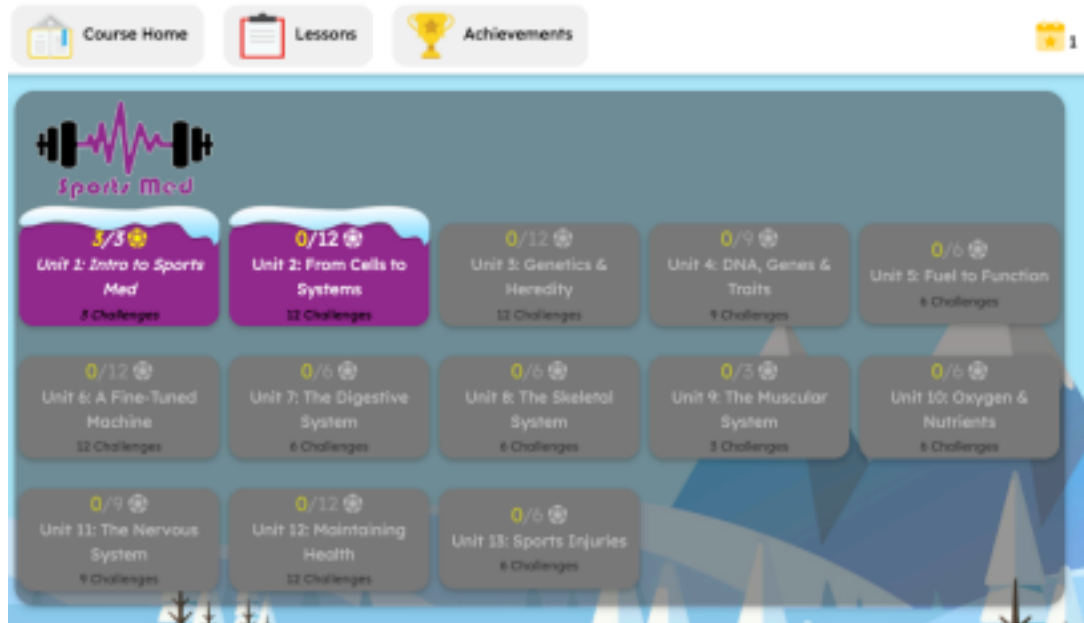 Course Home
Lessons
Achievements
1
Sports Med
3/3
Unit 1: Intro to Sports
Med
3 Challenges
0/12
Unit 2: From Cells to
Systems
12 Challenges
0/12
Unit 3: Genetics &
Heredity
12 Challenges
0/9
Unit 4: DNA, Genes &
Traits
9 Challenges
0/6
Unit 5: Fuel to Function
6 Challenges
0/12
Unit 6: A Fine-Tuned
Machine
12 Challenges
0/6
Unit 7: The Digestive
System
6 Challenges
0/6
Unit 8: The Skeletal
System
6 Challenges
0/3
Unit 9: The Muscular
System
3 Challenges
0/6
Unit 10: Oxygen &
Nutrients
6 Challenges
0/9
Unit 11: The Nervous
System
9 Challenges
0/12
Unit 12: Maintaining
Health
12 Challenges
0/6
Unit 13: Sports Injuries
6 Challenges